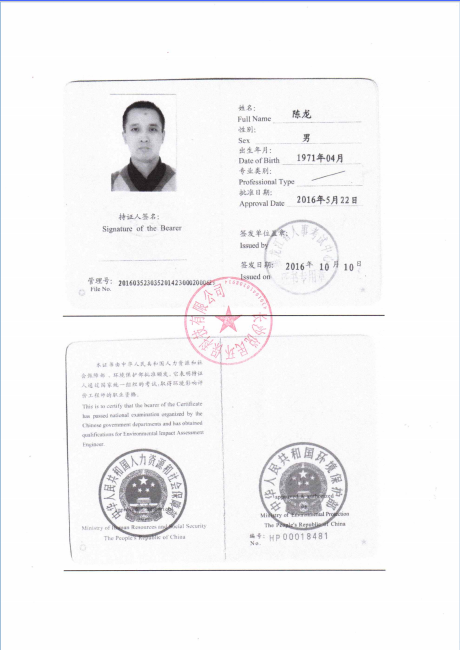 姓名:
Full Name 陈龙
性别:
Sex 男
出生年月:
Date of Birth 1971年04月
专业类别:
Professional Type
批准日期:
Approval Date 2016年5月22日
持证人签名:
Signature of the Bearer
签发单位盖章:
Issued by
签发日期: 2016年10月10日
Issued on
管理号:
File No.
本证书由中华人民共和国人力资源和社
会保障部、环境保护部批准颁发。它表明持证
人通过国家统一组织的考试,取得环境影响评
价工程师的职业资格。
This is to certify that the bearer of the Certificate
has passed national examination organized by the
Chinese government departments and has obtained
qualifications for Environmental Impact Assessment
Engineer.
中华人民共和国人力资源和社会保障部
Ministry of Human Resources and Social Security
The People's Republic of China
中华人民共和国环境保护部
approved & authorized
by
Ministry of Environmental Protection
The People's Republic of China
编号: HP00018481
No.